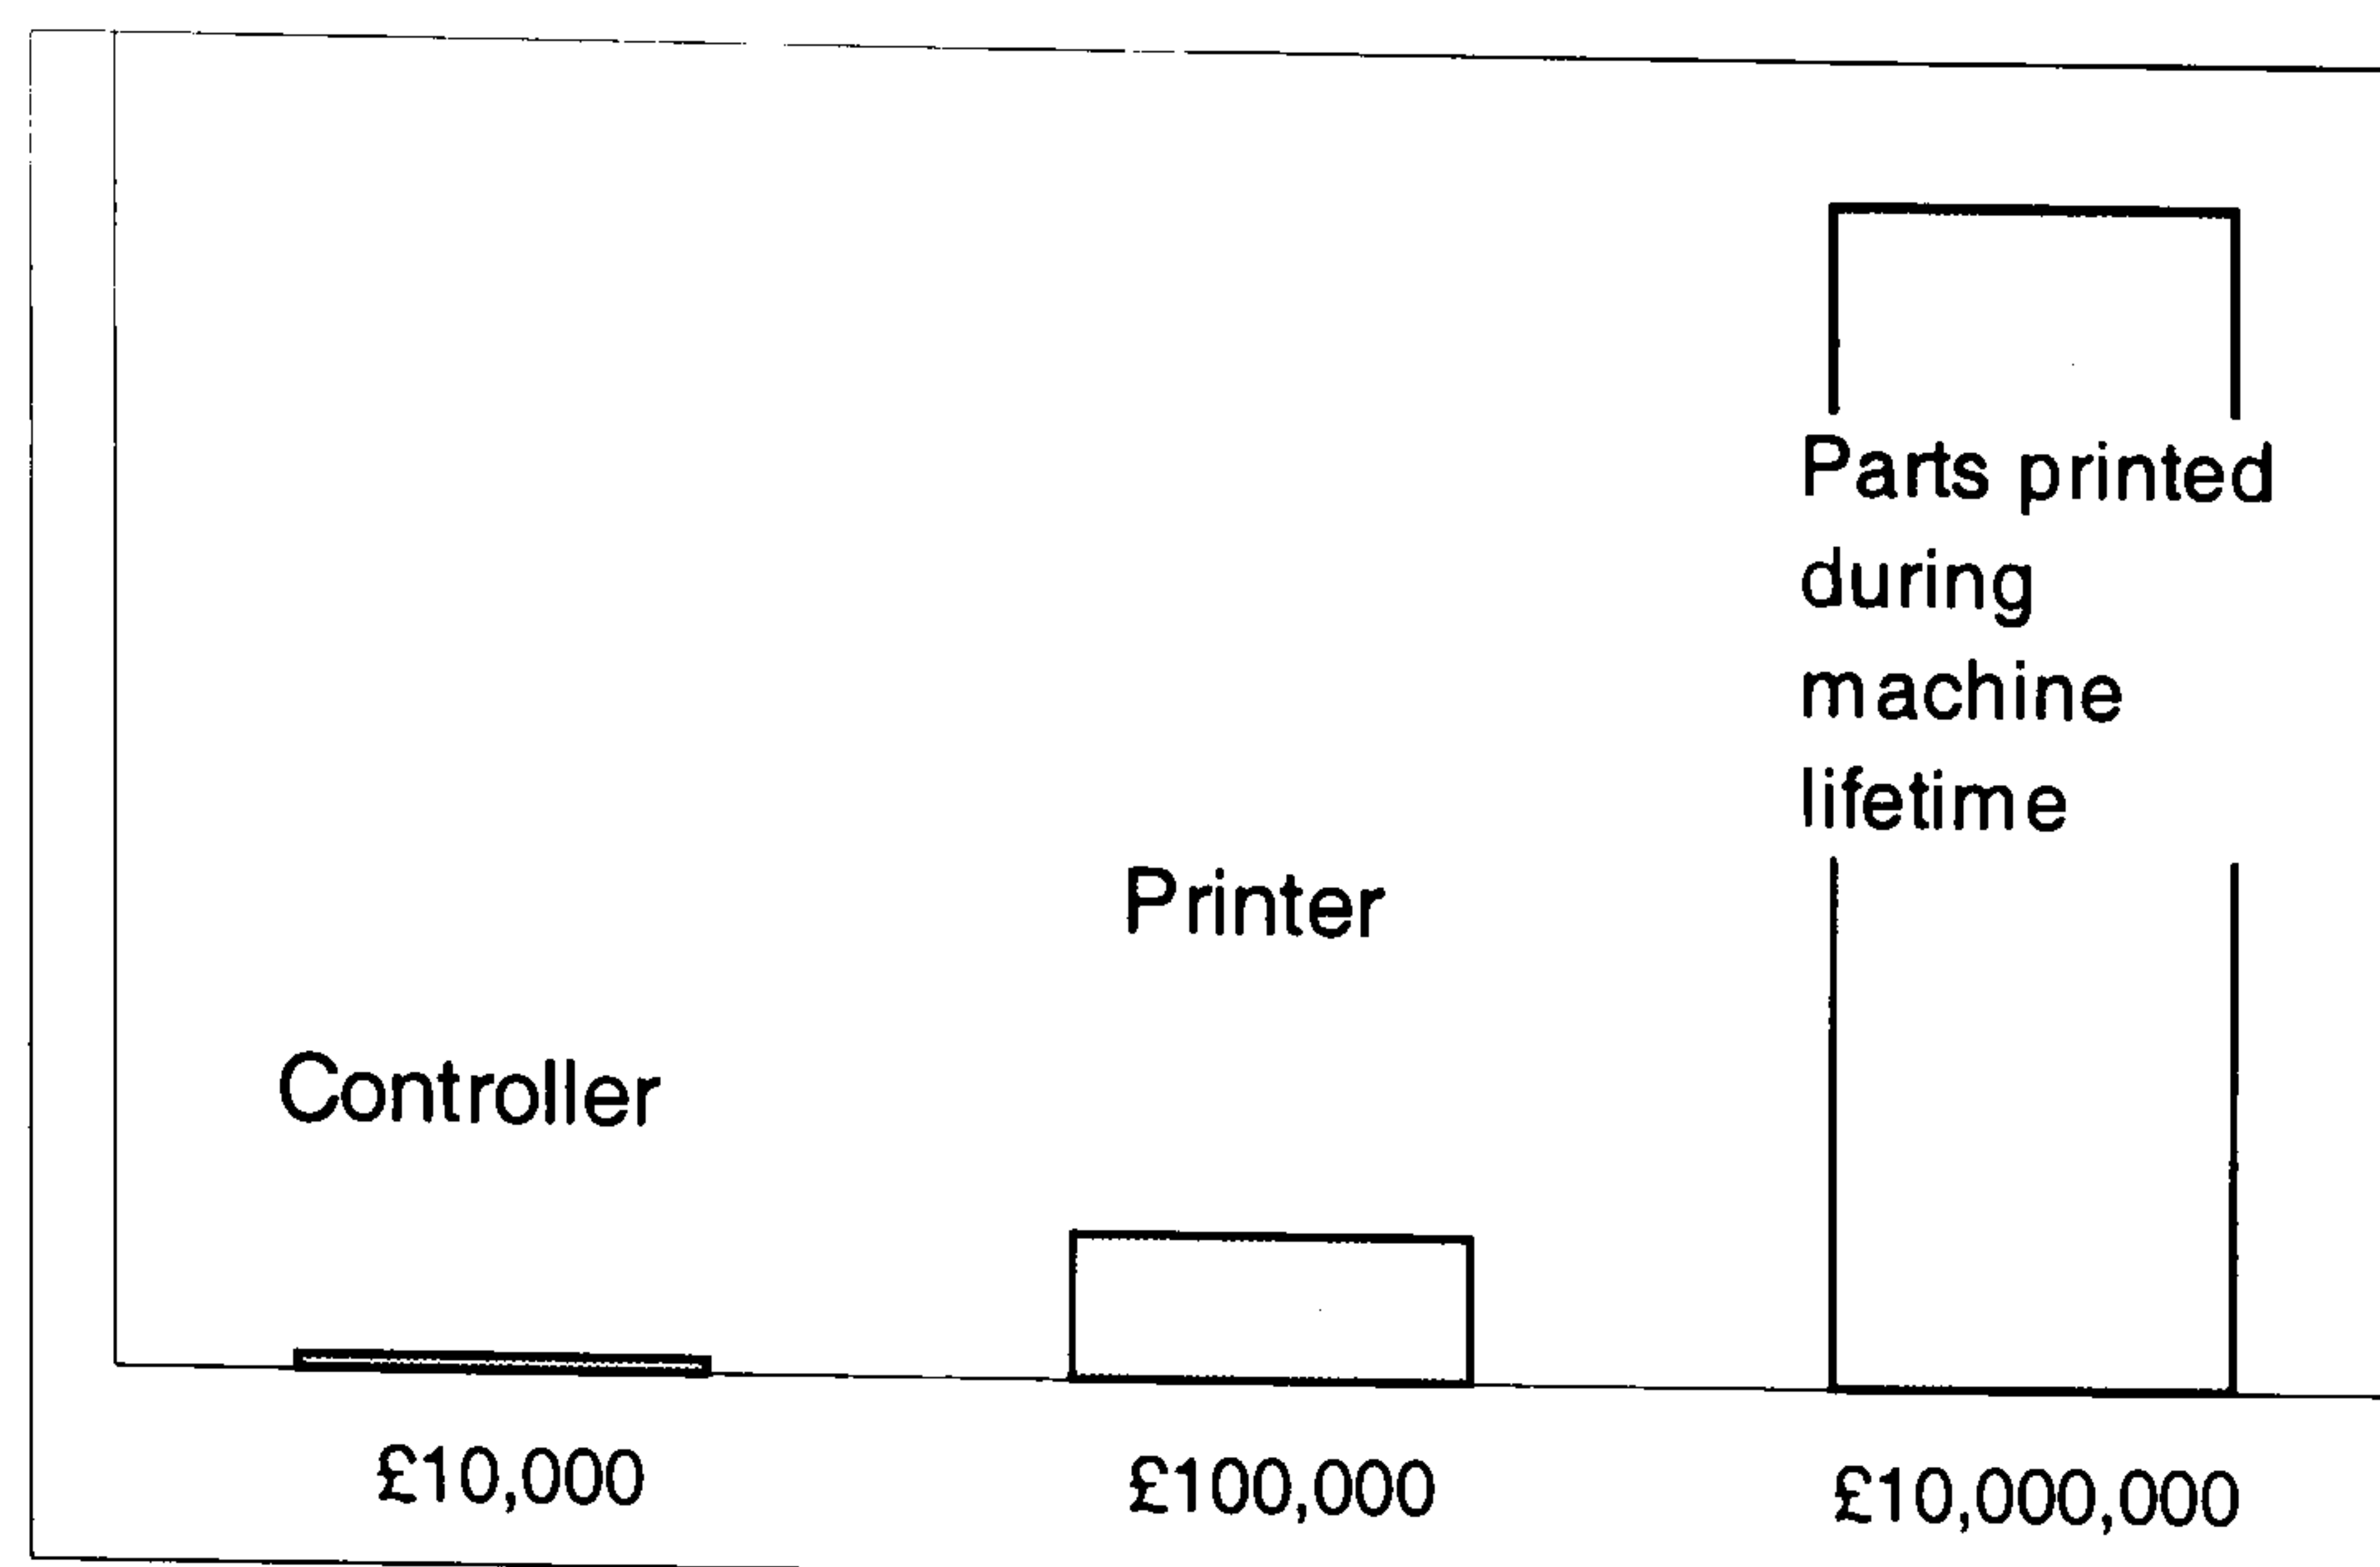 Parts printed
during
machine
lifetime
Printer
Controller
£10,000
£100,000
£10,000,000